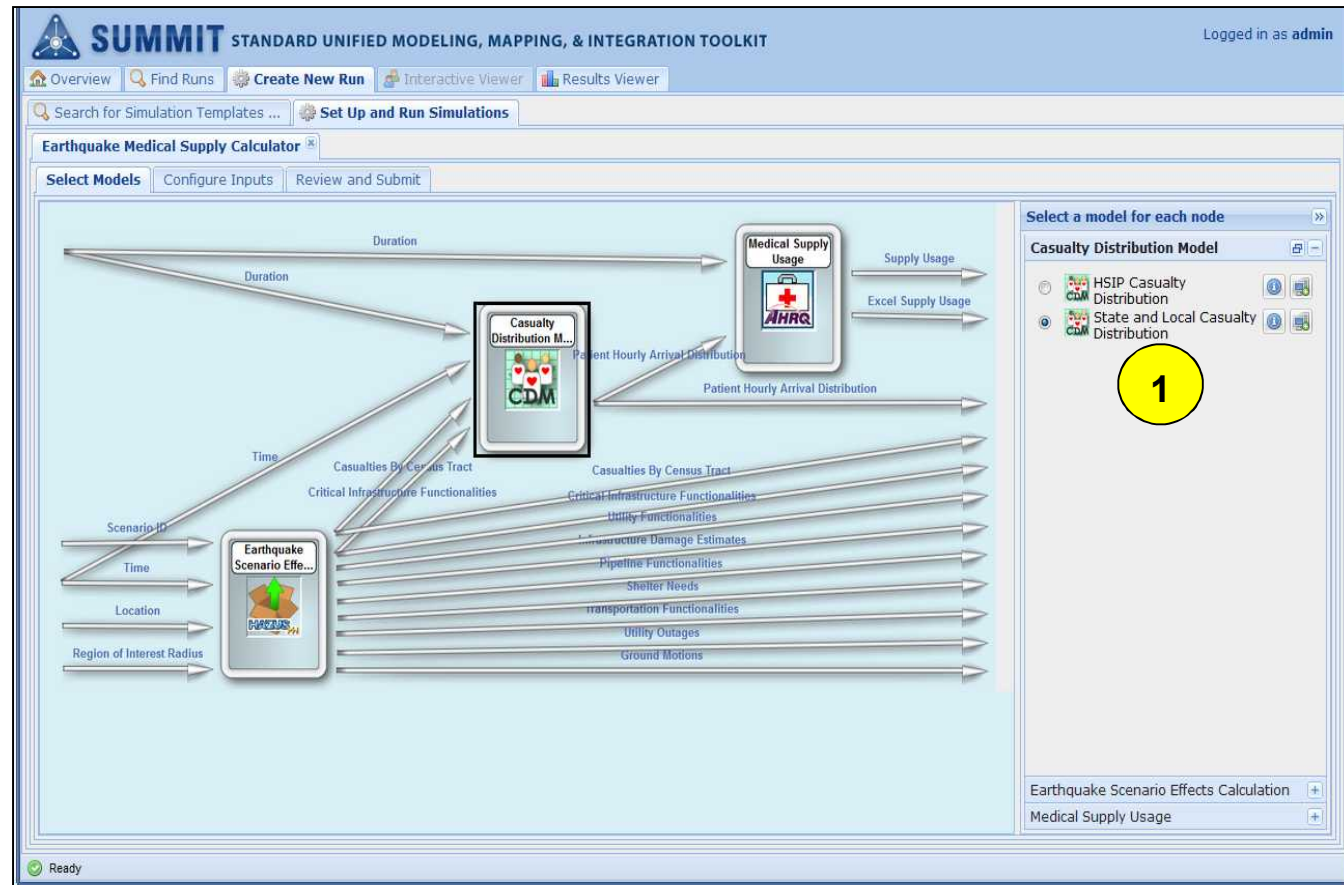 SUMMIT STANDARD UNIFIED MODELING, MAPPING, & INTEGRATION TOOLKIT
Logged in as admin
Overview
Find Runs
Create New Run
Interactive Viewer
Results Viewer
Search for Simulation Templates ...
Set Up and Run Simulations
Earthquake Medical Supply Calculator
Select Models
Configure Inputs
Review and Submit
Duration
Duration
Medical Supply
Usage
AHRQ
Supply Usage
Excel Supply Usage
Casualty
Distribution M...
CDM
Patient Hourly Arrival Distribution
Patient Hourly Arrival Distribution
Time
Casualties By Census Tract
Critical Infrastructure Functionalities
Casualties By Census Tract
Critical Infrastructure Functionalities
Utility Functionalities
Infrastructure Damage Estimates
Pipeline Functionalities
Shelter Needs
Transportation Functionalities
Utility Outages
Ground Motions
Scenario ID
Time
Location
Region of Interest Radius
Earthquake
Scenario Effe...
HAZUS
Select a model for each node
Casualty Distribution Model
CDM
HSIP Casualty
Distribution
CDM
State and Local Casualty
Distribution
1
Earthquake Scenario Effects Calculation
Medical Supply Usage
Ready